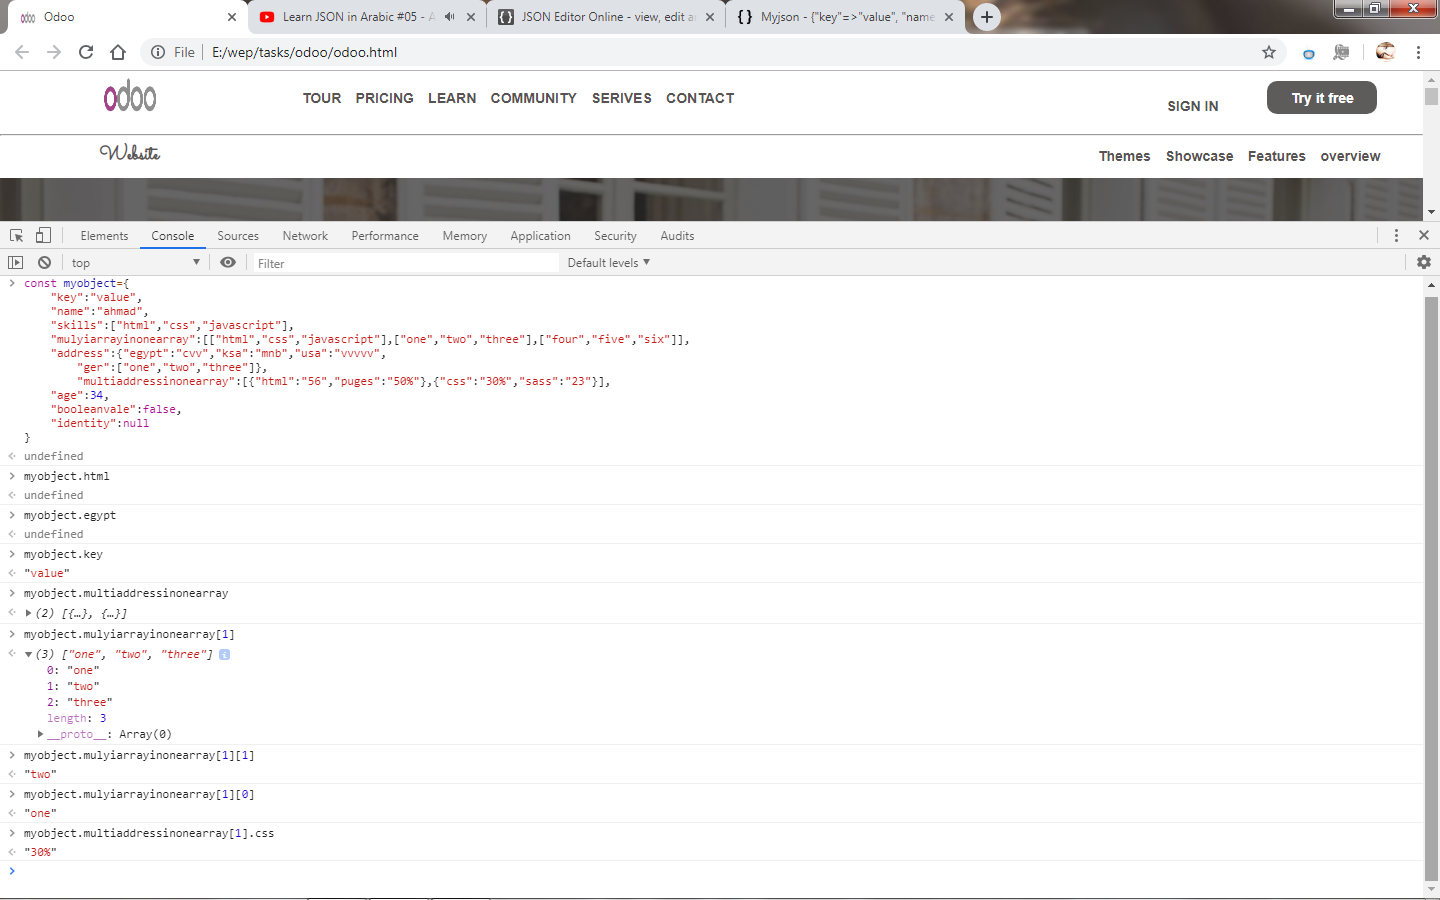 Odoo
Learn JSON in Arabic #05 - A
JSON Editor Online - view, edit a
Myjson - {"key"=>"value", "name
File
E:/wep/tasks/odoo/odoo.html
odoo
TOUR PRICING LEARN COMMUNITY SERIVES CONTACT
SIGN IN
Try it free
Website
Themes Showcase Features overview
Elements Console Sources Network Performance Memory Application Security Audits
top
Filter
Default levels
const myobject={
"key":"value",
"name":"ahmad",
"skills":["html","css","javascript"],
"mulyiarrayinonearray":[["html","css","javascript"],["one","two","three"],["four","five","six"]],
"address":{"egypt":"cvv","ksa":"mnb","usa":"vvvvv",
"ger":["one","two","three"]},
"multiaddressinonearray":[{"html":"56","puges":"50%"},{"css":"30%","sass":"23"}],
"age":34,
"booleanvale":false,
"identity":null
}
undefined
myobject.html
undefined
myobject.egypt
undefined
myobject.key
"value"
myobject.multiaddressinonearray
(2) [{…}, {…}]
myobject.mulyiarrayinonearray[1]
(3) ["one", "two", "three"]
0: "one"
1: "two"
2: "three"
length: 3
__proto__: Array(0)
myobject.mulyiarrayinonearray[1][1]
"two"
myobject.mulyiarrayinonearray[1][0]
"one"
myobject.multiaddressinonearray[1].css
"30%"